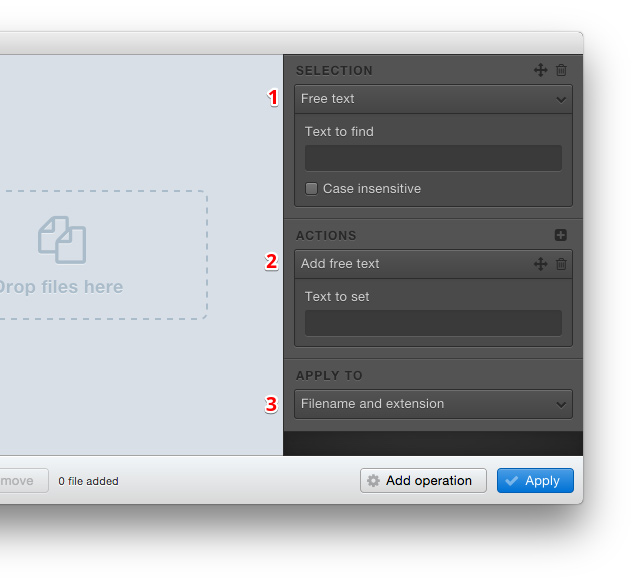 SELECTION
1
Free text
Text to find
Case insensitive
ACTIONS
2
Add free text
Text to set
Drop files here
APPLY TO
3
Filename and extension
move
0 file added
Add operation
Apply